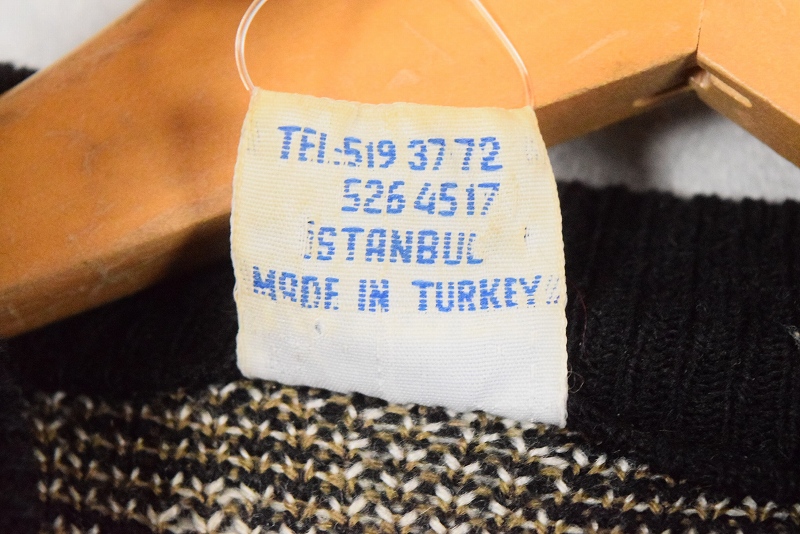 TEL:519 37 72
526 45 17
İSTANBUL
MADE IN TURKEY